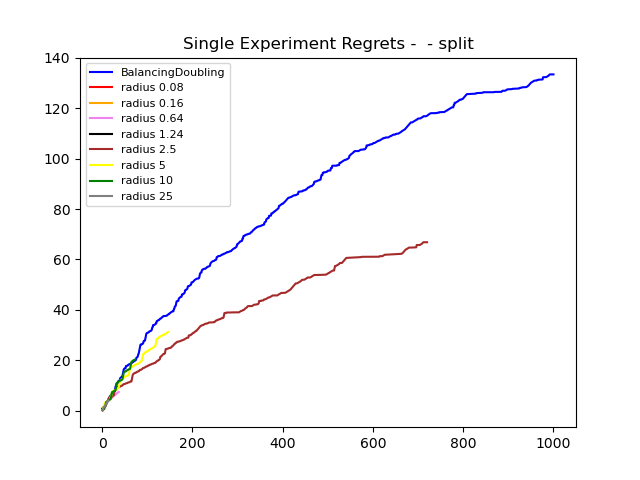 Single Experiment Regrets -  - split
140
120
100
80
60
40
20
0
BalancingDoubling
radius 0.08
radius 0.16
radius 0.64
radius 1.24
radius 2.5
radius 5
radius 10
radius 25
0 200 400 600 800 1000